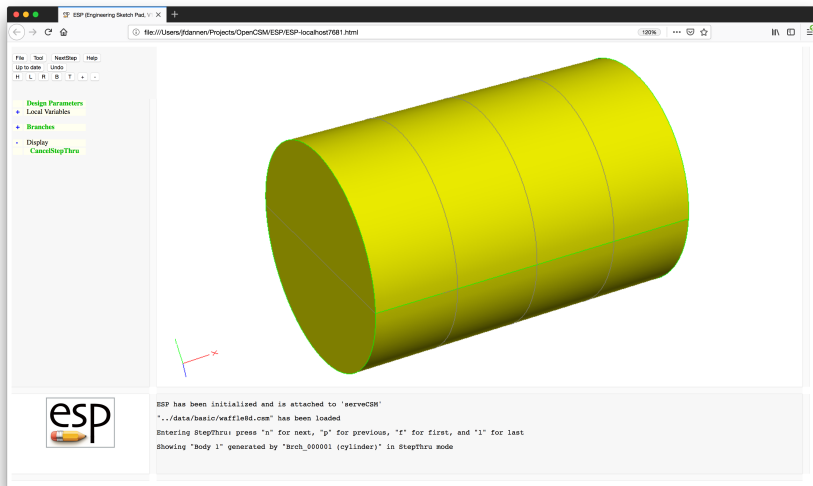 ESP (Engineering Sketch Pad, V
file:///Users/jfdannen/Projects/OpenCSM/ESP/ESP-localhost7681.html
120%
File Tool NextStep Help
Up to date Undo
H L R B T + -
Design Parameters
+ Local Variables
+ Branches
- Display
CancelStepThru
X
esp
ESP has been initialized and is attached to 'serveCSM'
"../data/basic/waffle8d.csm" has been loaded
Entering StepThru: press "n" for next, "p" for previous, "f" for first, and "l" for last
Showing "Body 1" generated by "Brch_000001 (cylinder)" in StepThru mode